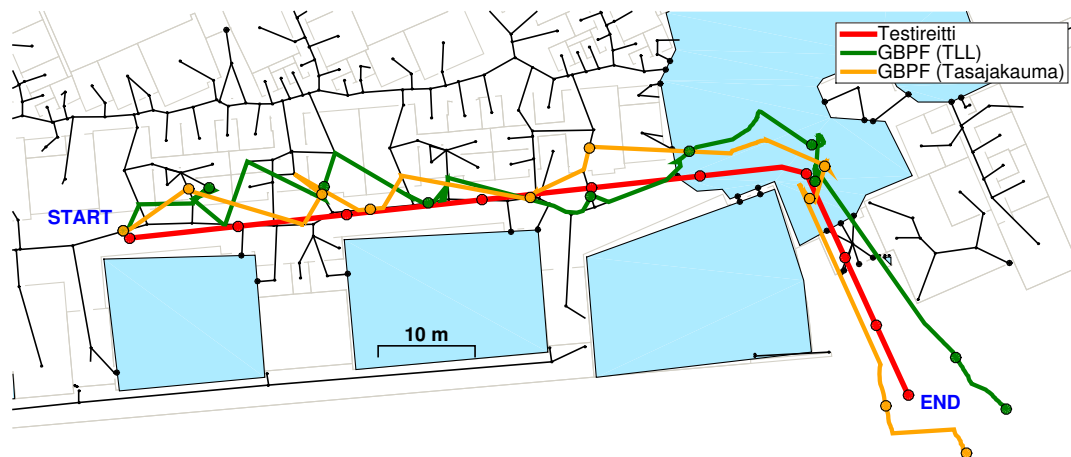 Testireitti
GBPF (TLL)
GBPF (Tasajakauma)
START
10 m
END